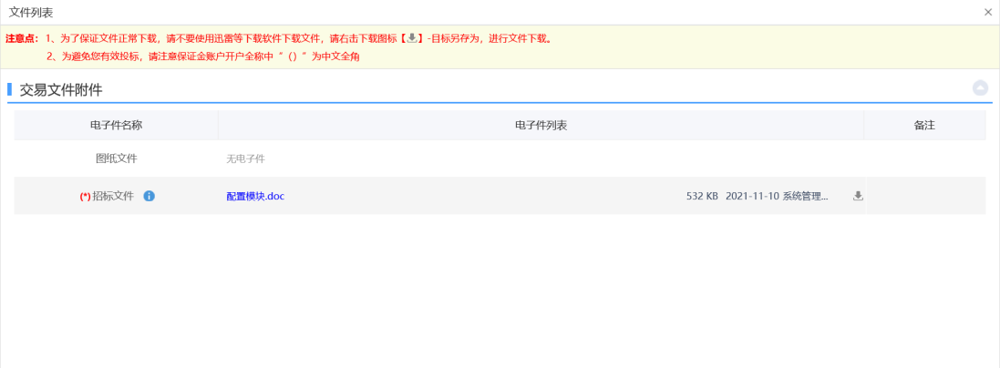 文件列表
注意点：1、为了保证文件正常下载，请不要使用迅雷等下载软件下载文件，请右击下载图标【】-目标另存为，进行文件下载。
2、为避免您有效投标，请注意保证金账户开户全称中“（）”为中文全角
交易文件附件
电子件名称 电子件列表 备注
图纸文件 无电子件
(*)招标文件 配置模块.doc 532 KB 2021-11-10 系统管理...